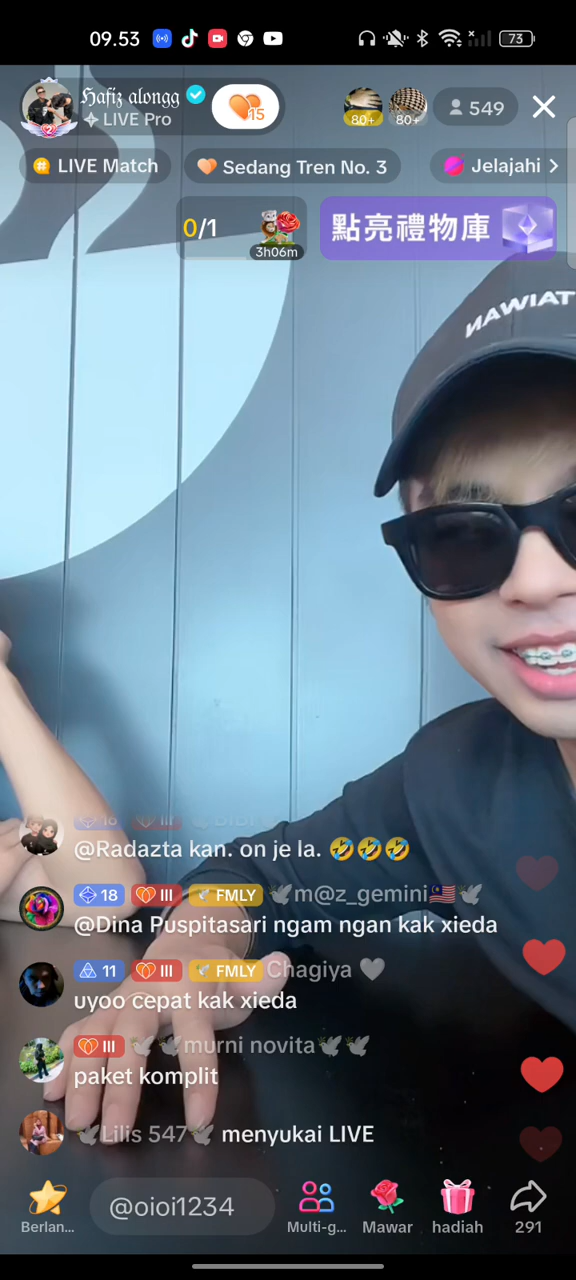 09.53
73
Hafiz alongg
LIVE Pro
15
80+
80+
549
LIVE Match
Sedang Tren No. 3
Jelajahi
0/1
3h06m
點亮禮物庫
NAWIAT
@Radazta kan. on je la. 🤣🤣🤣
18 III FMLY 🕊️m@z_gemini🇲🇾🕊️
@Dina Puspitasari ngam ngan kak xieda
11 III FMLY Chagiya 🤍
uyoo cepat kak xieda
III 🕊️🕊️murni novita🕊️🕊️
paket komplit
🕊️Lilis 547🕊️ menyukai LIVE
Berlan...
@oioi1234
Multi-g...
Mawar
hadiah
291